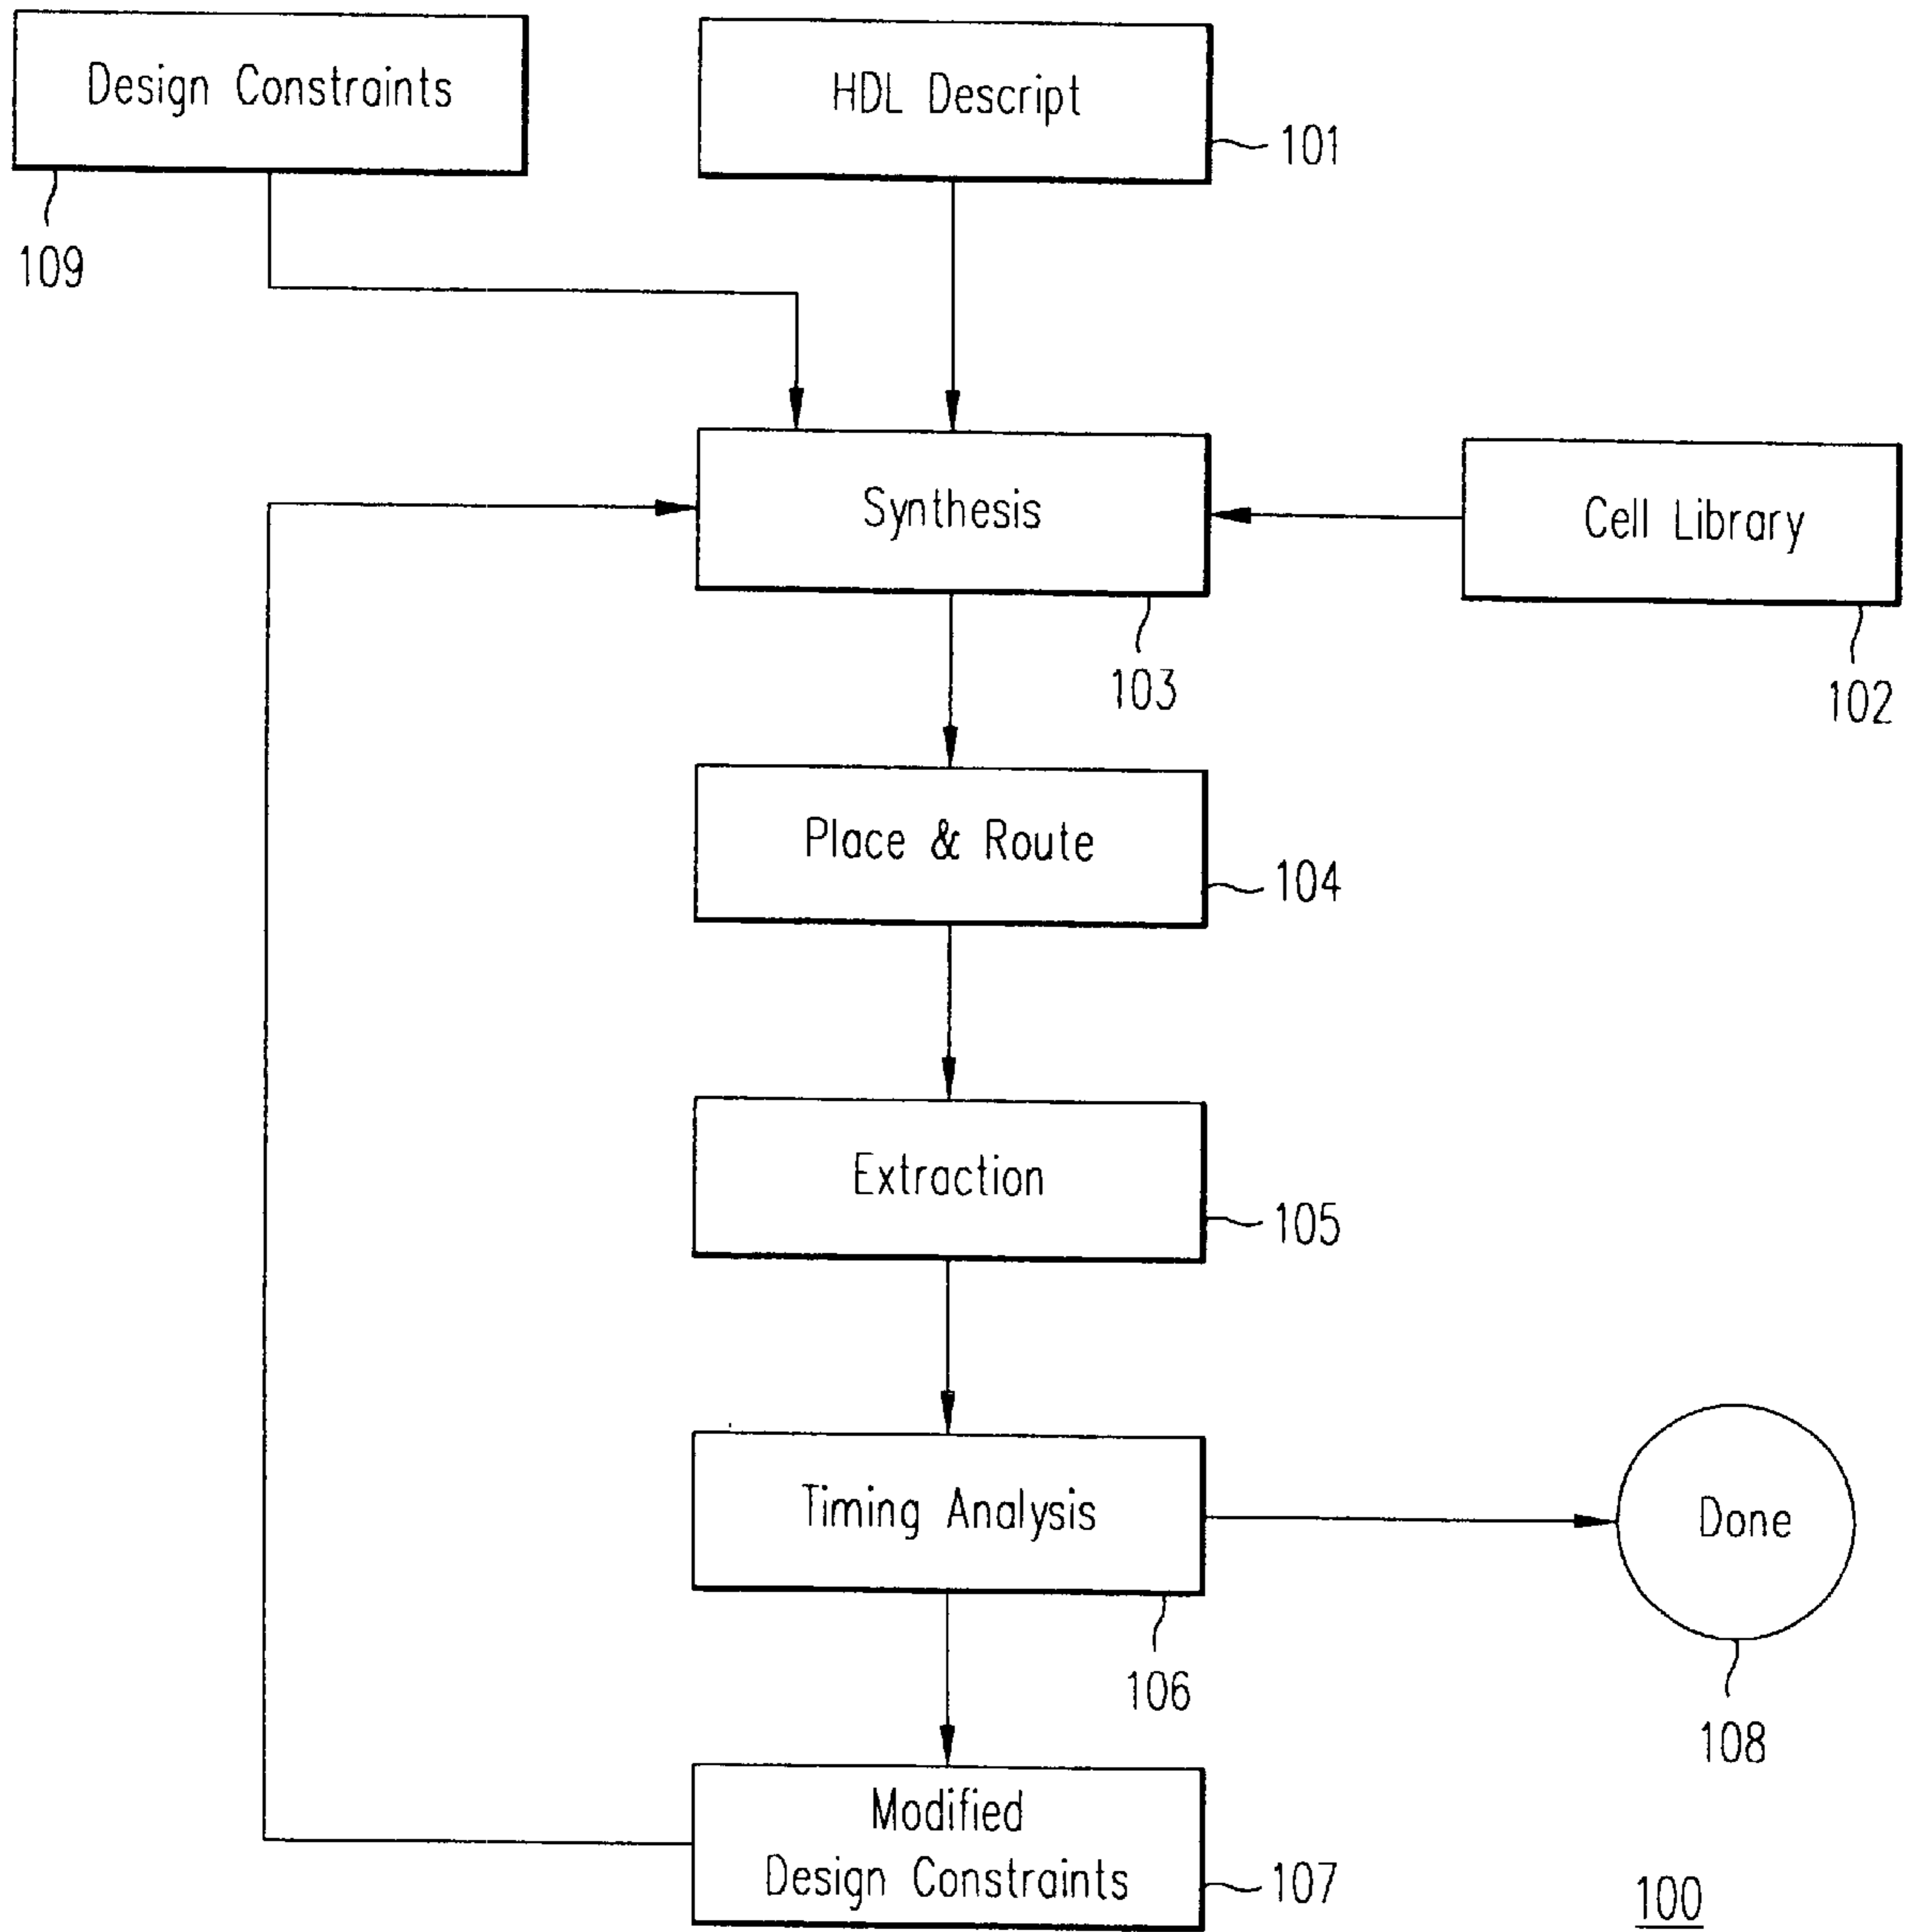 Design Constraints
HDL Descript
101
109
Synthesis
Cell Library
103
102
Place & Route
104
Extraction
105
Timing Analysis
Done
106
108
Modified
Design Constraints
107
100